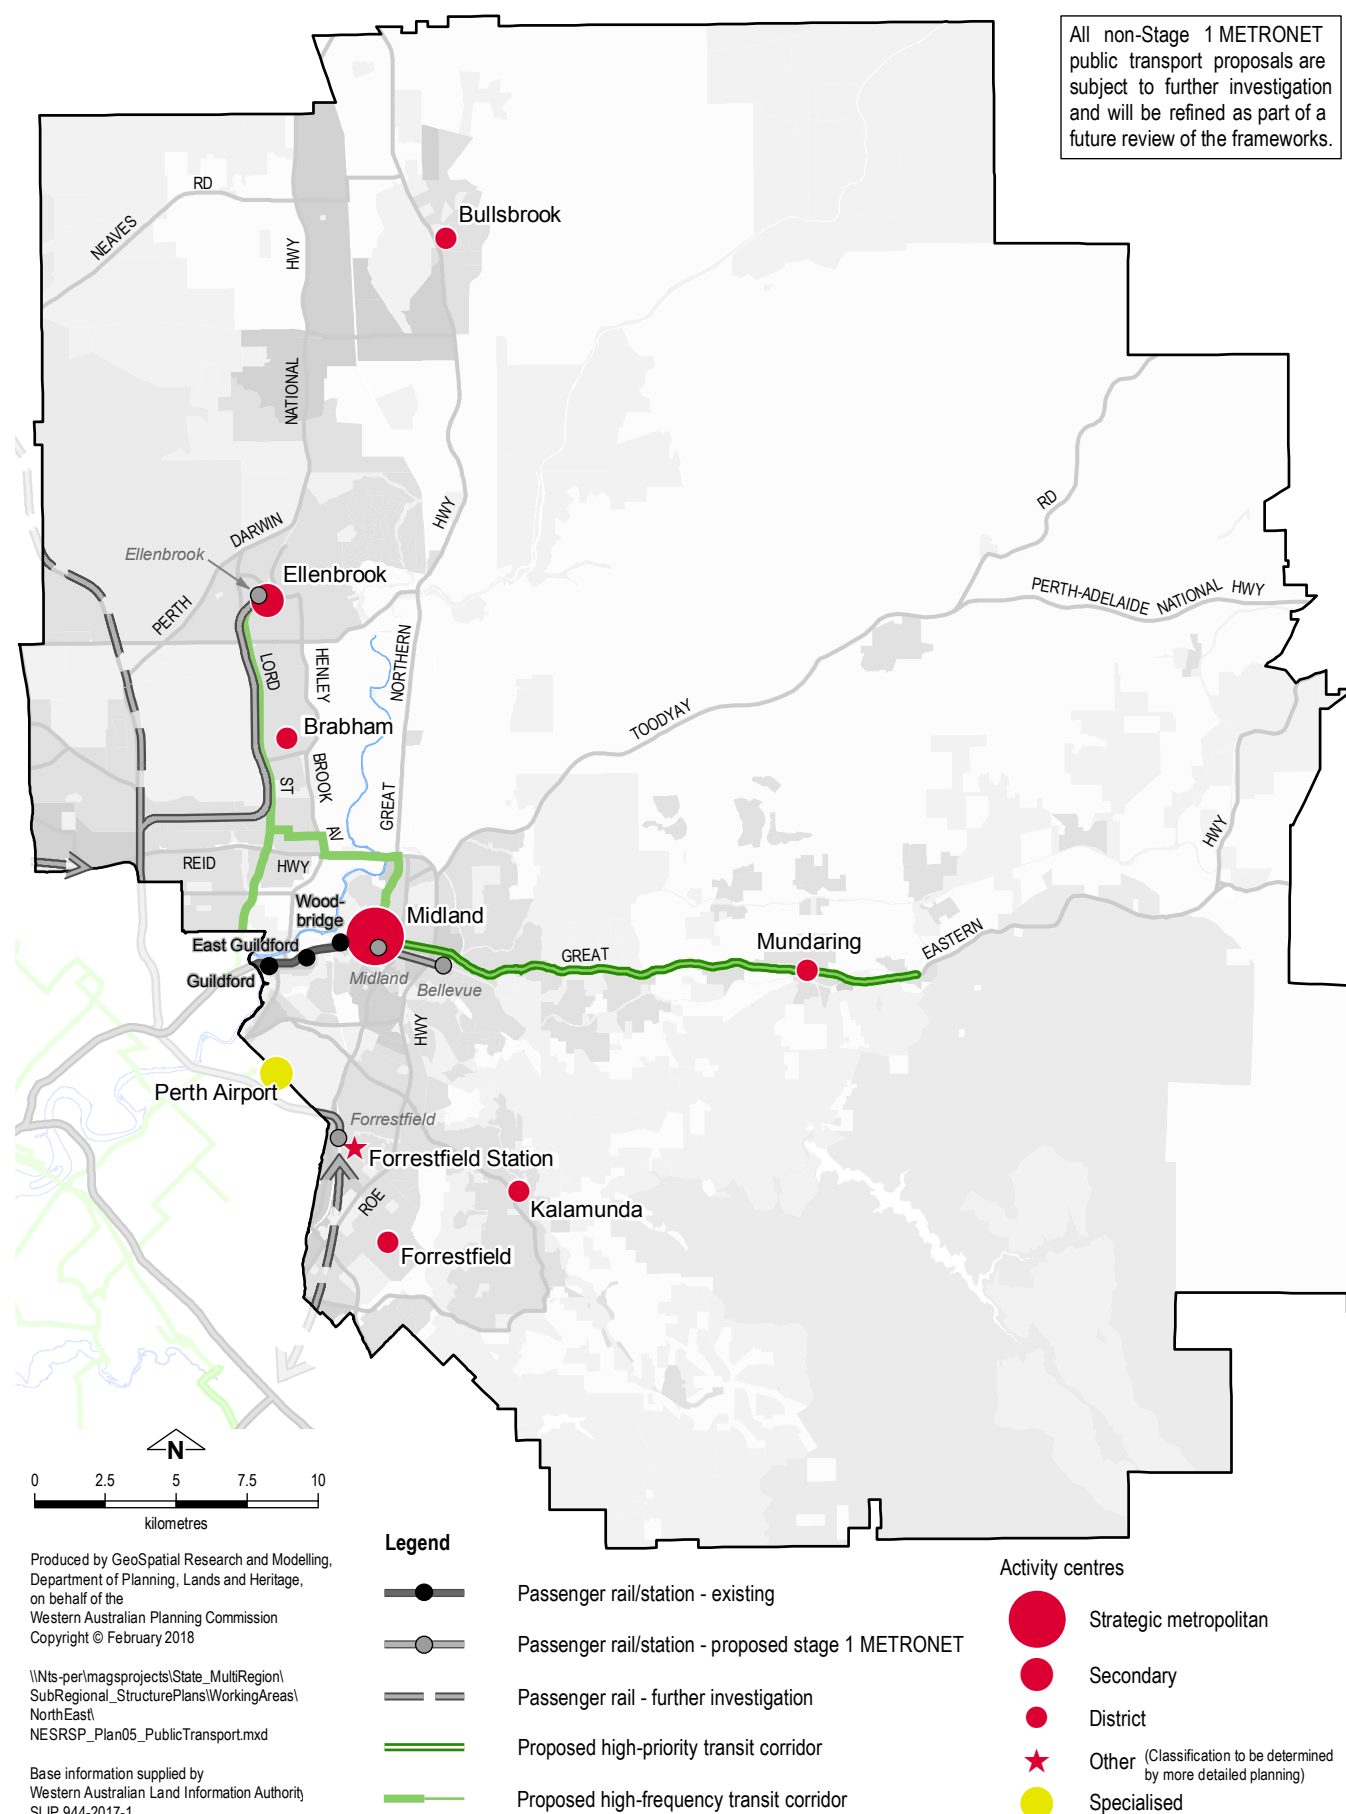 All non-Stage 1 METRONET
public transport proposals are
subject to further investigation
and will be refined as part of a
future review of the frameworks.
RD
NEAVES
HWY
Bullsbrook
NATIONAL
HWY
DARWIN
Ellenbrook
Ellenbrook
PERTH
RD
PERTH-ADELAIDE NATIONAL HWY
LORD
HENLEY
NORTHERN
TOODYAY
Brabham
ST
BROOK
GREAT
AV
HWY
REID
HWY
Wood-
bridge
Midland
East Guildford
Guildford
Midland
Bellevue
GREAT
Mundaring
EASTERN
HWY
Perth Airport
Forrestfield
Forrestfield Station
ROE
Kalamunda
Forrestfield
N
0 2.5 5 7.5 10
kilometres
Produced by GeoSpatial Research and Modelling,
Department of Planning, Lands and Heritage,
on behalf of the
Western Australian Planning Commission
Copyright © February 2018
\\Nts-per\magsprojects\State_MultiRegion\
SubRegional_StructurePlans\WorkingAreas\
NorthEast\
NESRSP_Plan05_PublicTransport.mxd
Base information supplied by
Western Australian Land Information Authority
SLIP 944-2017-1
Legend
Passenger rail/station - existing
Passenger rail/station - proposed stage 1 METRONET
Passenger rail - further investigation
Proposed high-priority transit corridor
Proposed high-frequency transit corridor
Activity centres
Strategic metropolitan
Secondary
District
Other (Classification to be determined
by more detailed planning)
Specialised